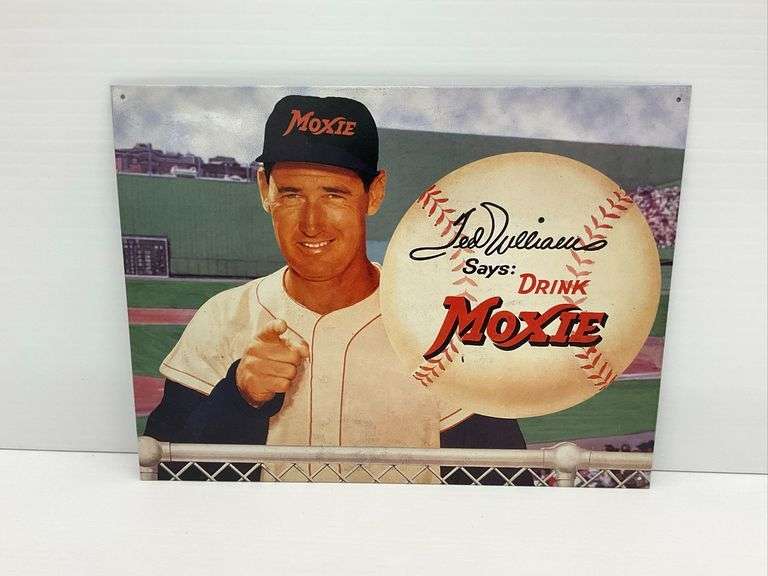 MOXIE
Ted Williams
Says:
DRINK
MOXIE